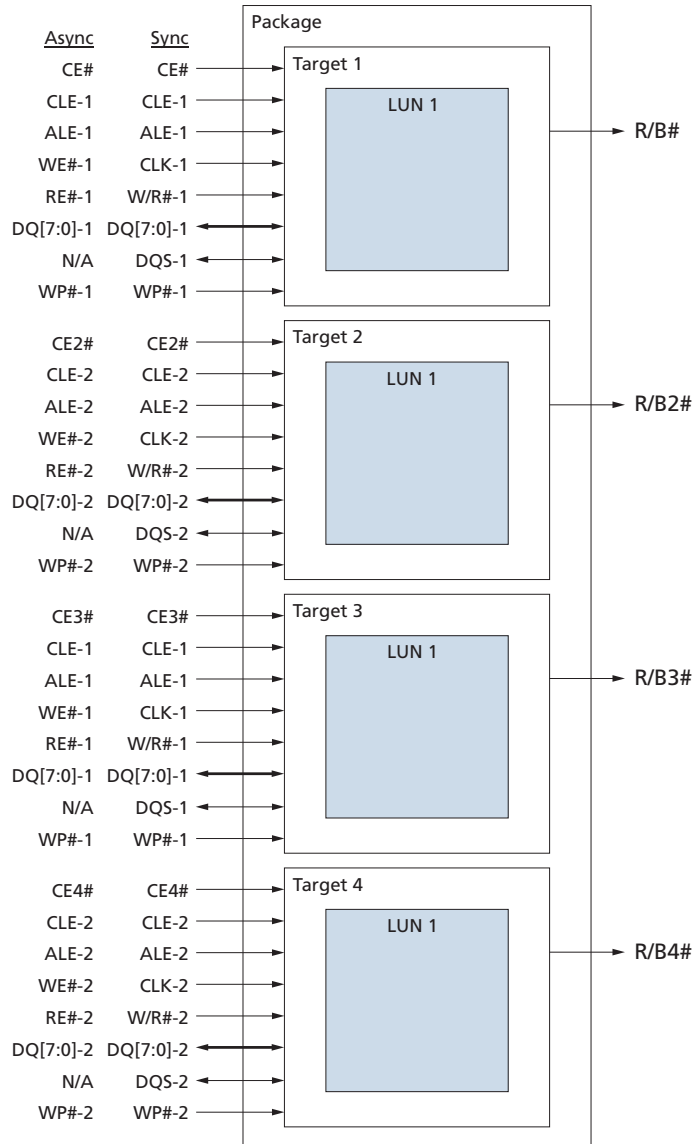 Package
Async Sync
Target 1
CE# CE#
LUN 1
CLE-1 CLE-1
ALE-1 ALE-1
R/B#
WE#-1 CLK-1
RE#-1 W/R#-1
DQ[7:0]-1 DQ[7:0]-1
N/A DQS-1
WP#-1 WP#-1
Target 2
CE2# CE2#
CLE-2 CLE-2
LUN 1
ALE-2 ALE-2
R/B2#
WE#-2 CLK-2
RE#-2 W/R#-2
DQ[7:0]-2 DQ[7:0]-2
N/A DQS-2
WP#-2 WP#-2
Target 3
CE3# CE3#
CLE-1 CLE-1
LUN 1
ALE-1 ALE-1
R/B3#
WE#-1 CLK-1
RE#-1 W/R#-1
DQ[7:0]-1 DQ[7:0]-1
N/A DQS-1
WP#-1 WP#-1
Target 4
CE4# CE4#
CLE-2 CLE-2
LUN 1
ALE-2 ALE-2
R/B4#
WE#-2 CLK-2
RE#-2 W/R#-2
DQ[7:0]-2 DQ[7:0]-2
N/A DQS-2
WP#-2 WP#-2